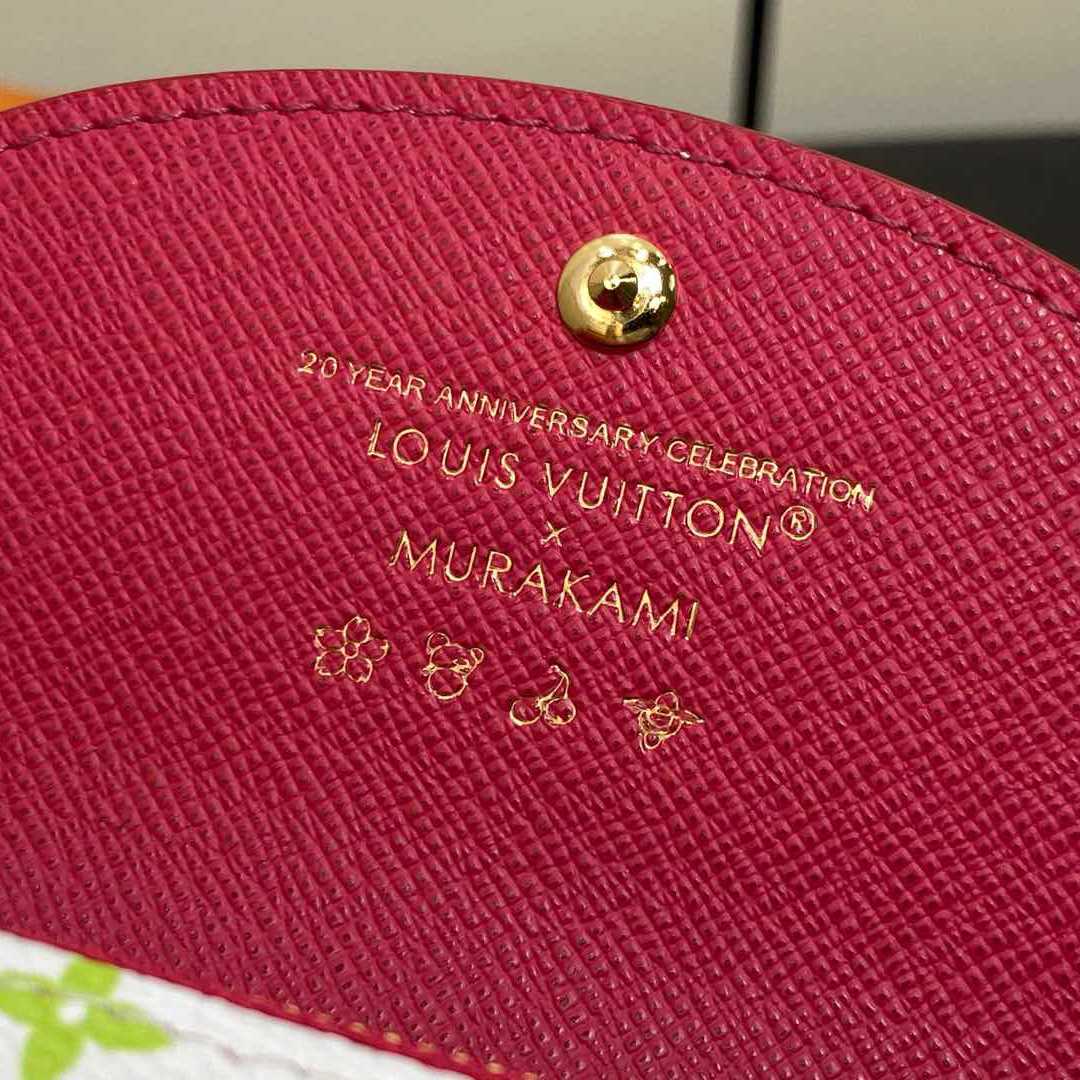 20 YEAR ANNIVERSARY CELEBRATION
LOUIS VUITTON®
x
MURAKAMI